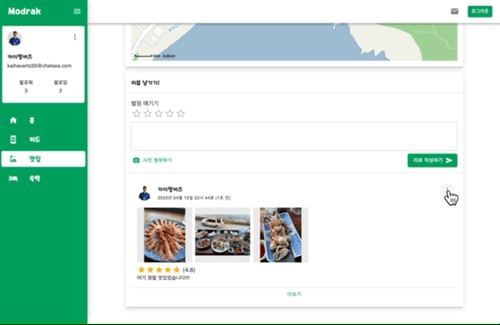 Modrak
로그아웃
카이합버츠
kaihavertz29@chelsea.com
팔로워
팔로잉
3
2
홈
피드
맛집
숙박
kakao
리뷰 남기기!
별점 매기기
사진 첨부하기
리뷰 작성하기
카이합버츠
2022년 04월 12일 22시 44분 (1초 전)
(4.8)
여기 정말 맛있었습니다!!!
더보기